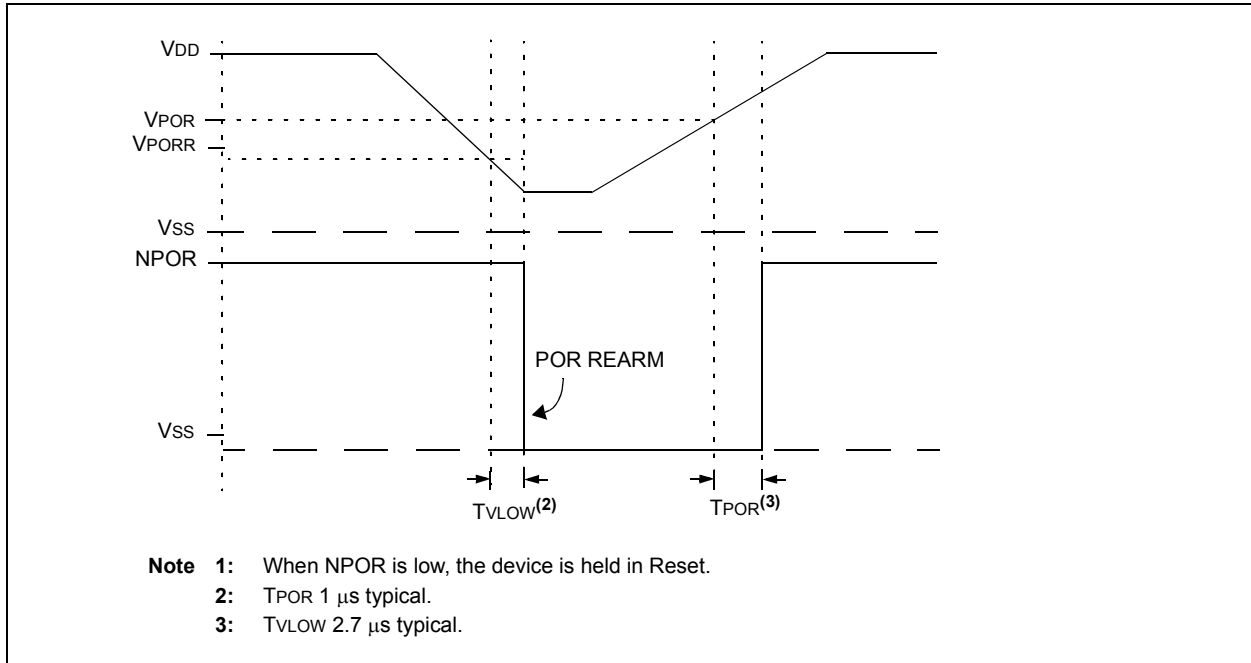 VDD
VPOR
VPORR
VSS
NPOR
POR REARM
VSS
TVLOW(2)
TPOR(3)
Note 1: When NPOR is low, the device is held in Reset.
2: TPOR 1 μs typical.
3: TVLOW 2.7 μs typical.